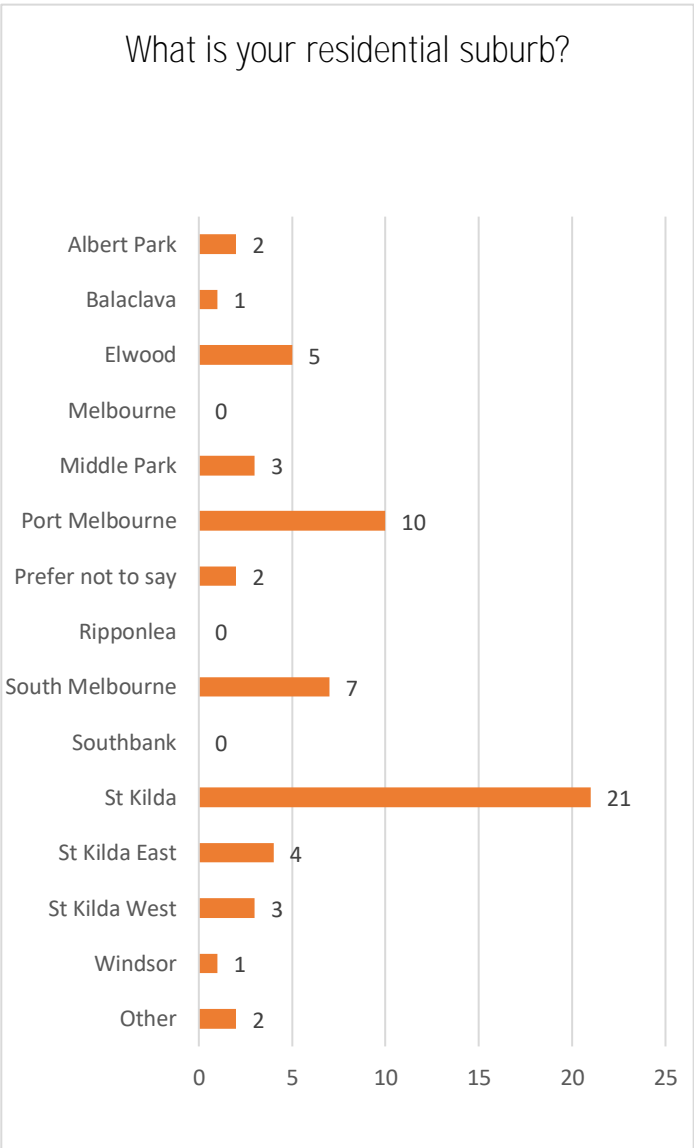 What is your residential suburb?
Albert Park 2
Balaclava 1
Elwood 5
Melbourne 0
Middle Park 3
Port Melbourne 10
Prefer not to say 2
Ripponlea 0
South Melbourne 7
Southbank 0
St Kilda 21
St Kilda East 4
St Kilda West 3
Windsor 1
Other 2
0 5 10 15 20 25